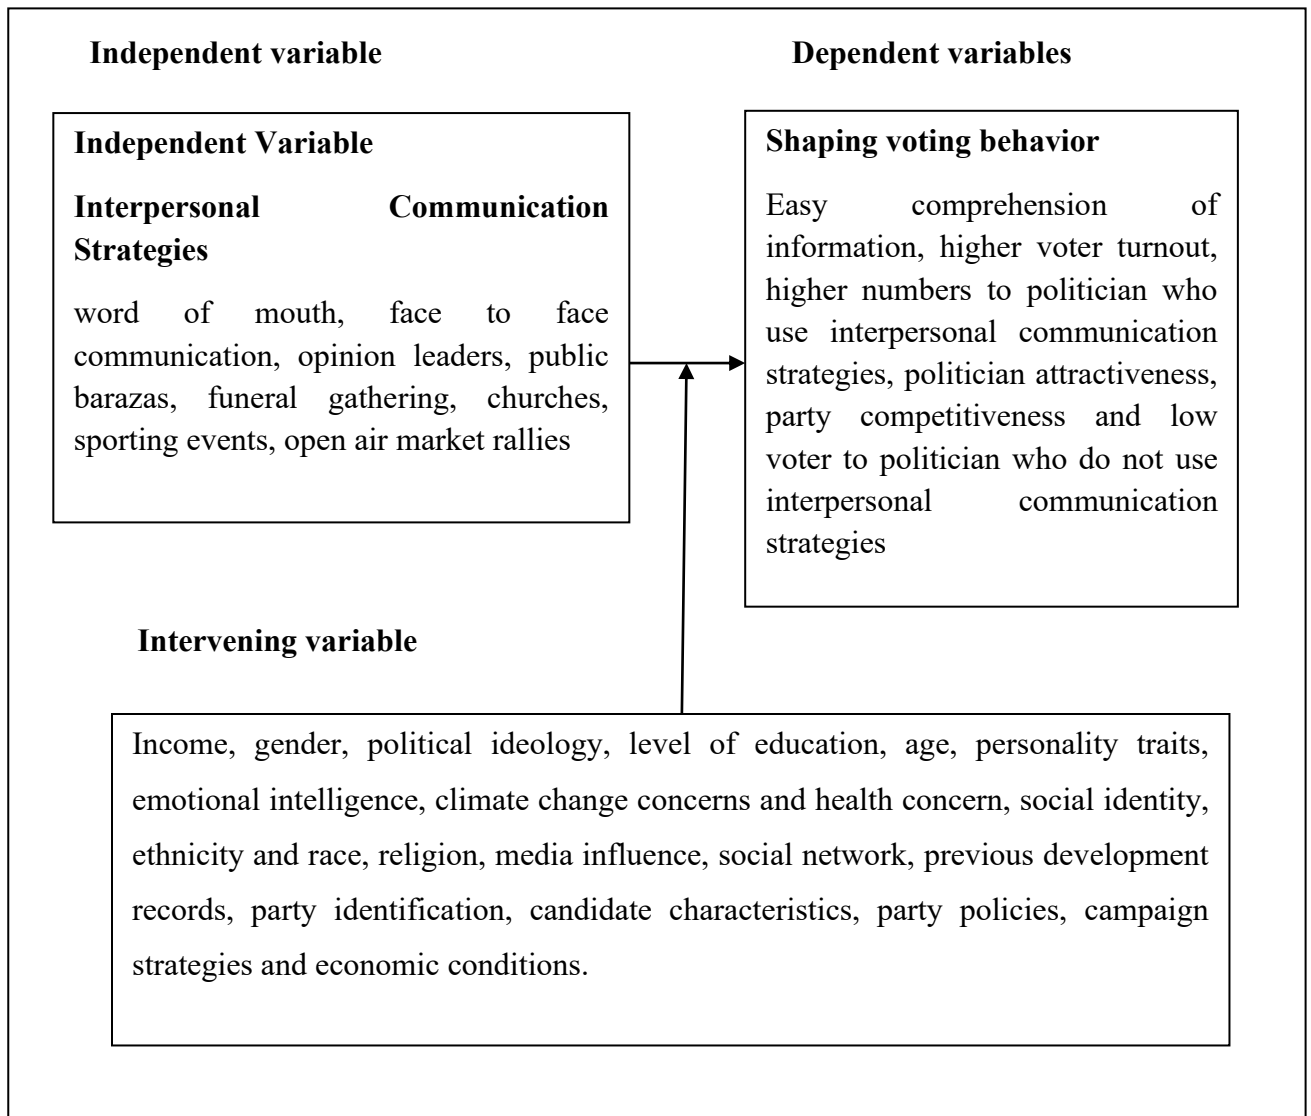 Independent variable
Dependent variables
Independent Variable
Interpersonal Communication
Strategies
word of mouth, face to face
communication, opinion leaders, public
barazas, funeral gathering, churches,
sporting events, open air market rallies
Shaping voting behavior
Easy comprehension of
information, higher voter turnout,
higher numbers to politician who
use interpersonal communication
strategies, politician attractiveness,
party competitiveness and low
voter to politician who do not use
interpersonal communication
strategies
Intervening variable
Income, gender, political ideology, level of education, age, personality traits,
emotional intelligence, climate change concerns and health concern, social identity,
ethnicity and race, religion, media influence, social network, previous development
records, party identification, candidate characteristics, party policies, campaign
strategies and economic conditions.